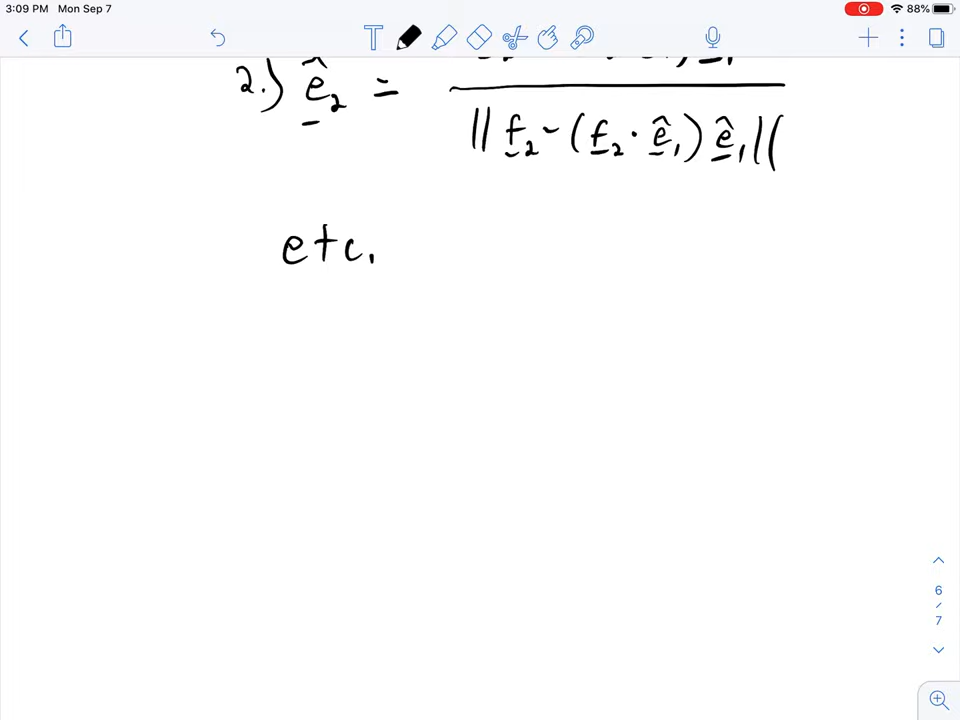 3:09 PM Mon Sep 7
88%
T
2.) ê₂ =
||f₂ - (f₂ · ê₁) ê₁||
etc.
6
7